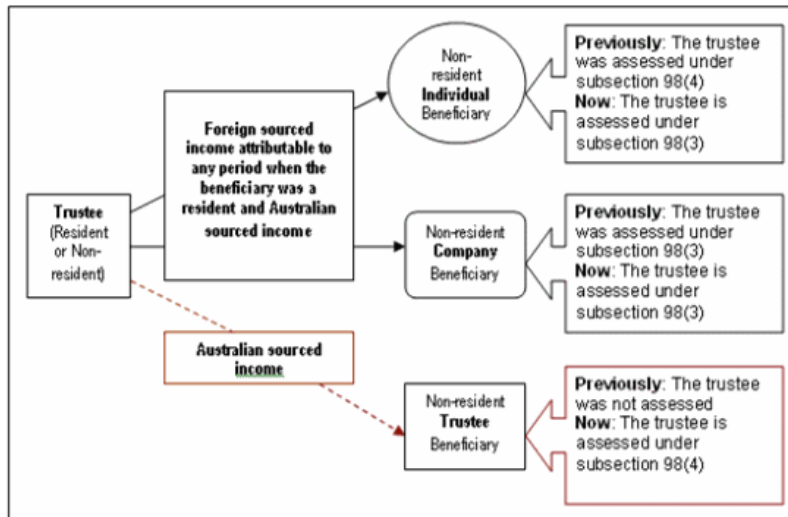 Non-
resident
Individual
Beneficiary
Previously: The trustee
was assessed under
subsection 98(4)
Now: The trustee is
assessed under
subsection 98(3)
Foreign sourced
income attributable to
any period when the
beneficiary was a
resident and Australian
sourced income
Trustee
(Resident
or Non-
resident)
Non-resident
Company
Beneficiary
Previously: The trustee
was assessed under
subsection 98(3)
Now: The trustee is
assessed under
subsection 98(3)
Australian sourced
income
Non-resident
Trustee
Beneficiary
Previously: The trustee
was not assessed
Now: The trustee is
assessed under
subsection 98(4)